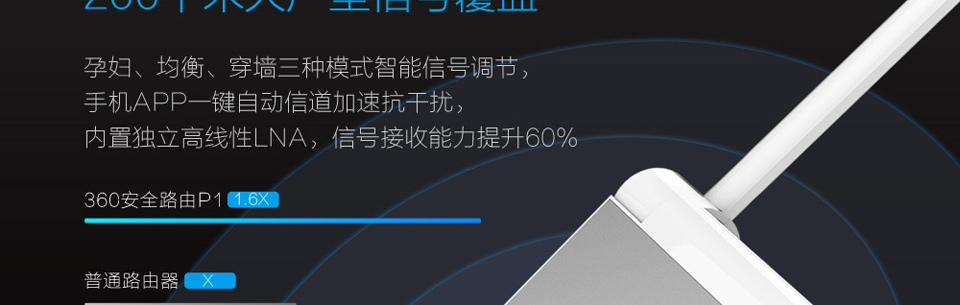 孕妇、均衡、穿墙三种模式智能信号调节，
手机APP一键自动信道加速抗干扰，
内置独立高线性LNA，信号接收能力提升60%
360安全路由P1 1.6X
普通路由器 X